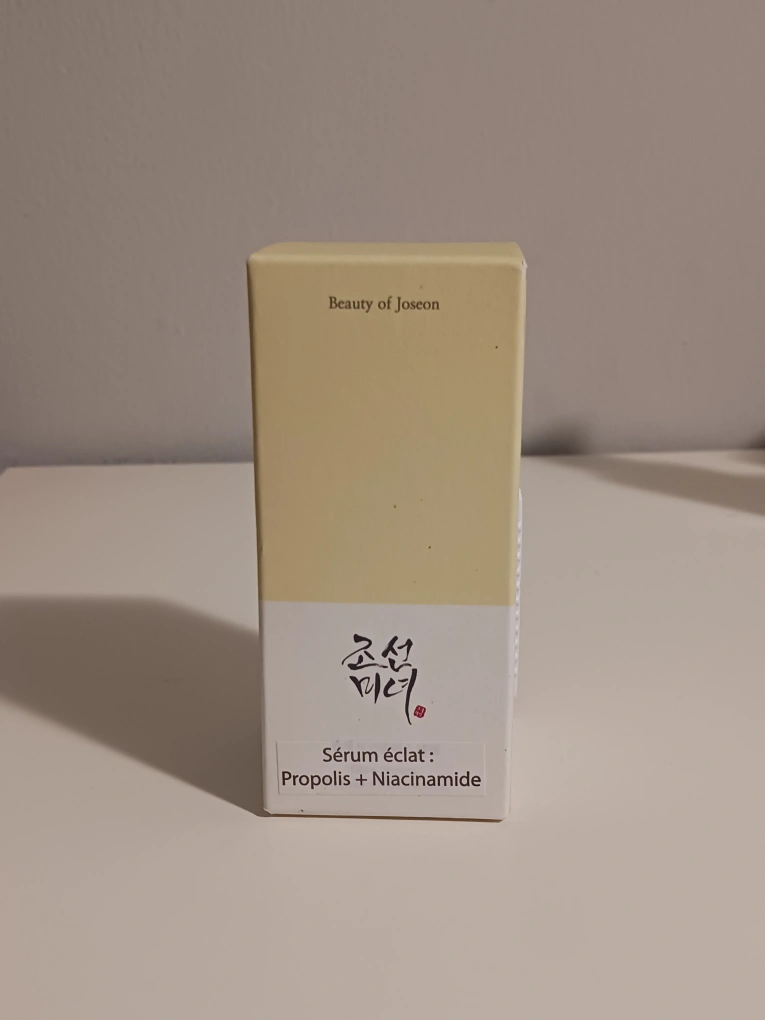 Beauty of Joseon
조선
미녀
Sérum éclat :
Propolis + Niacinamide